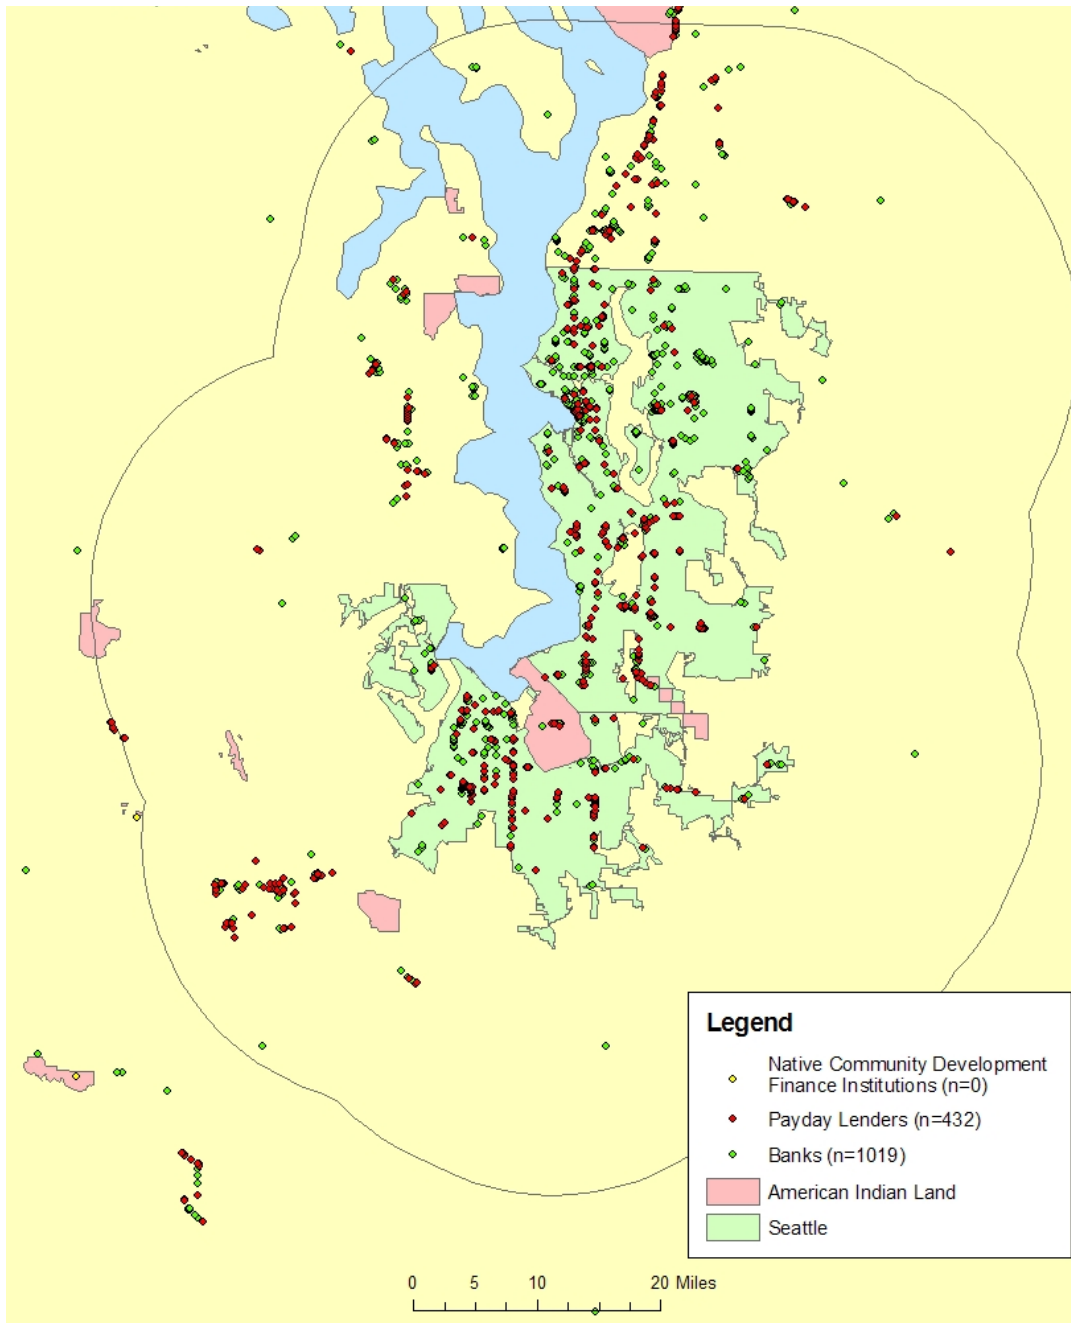 Legend
Native Community Development
Finance Institutions (n=0)
Payday Lenders (n=432)
Banks (n=1019)
American Indian Land
Seattle
0 5 10 20 Miles